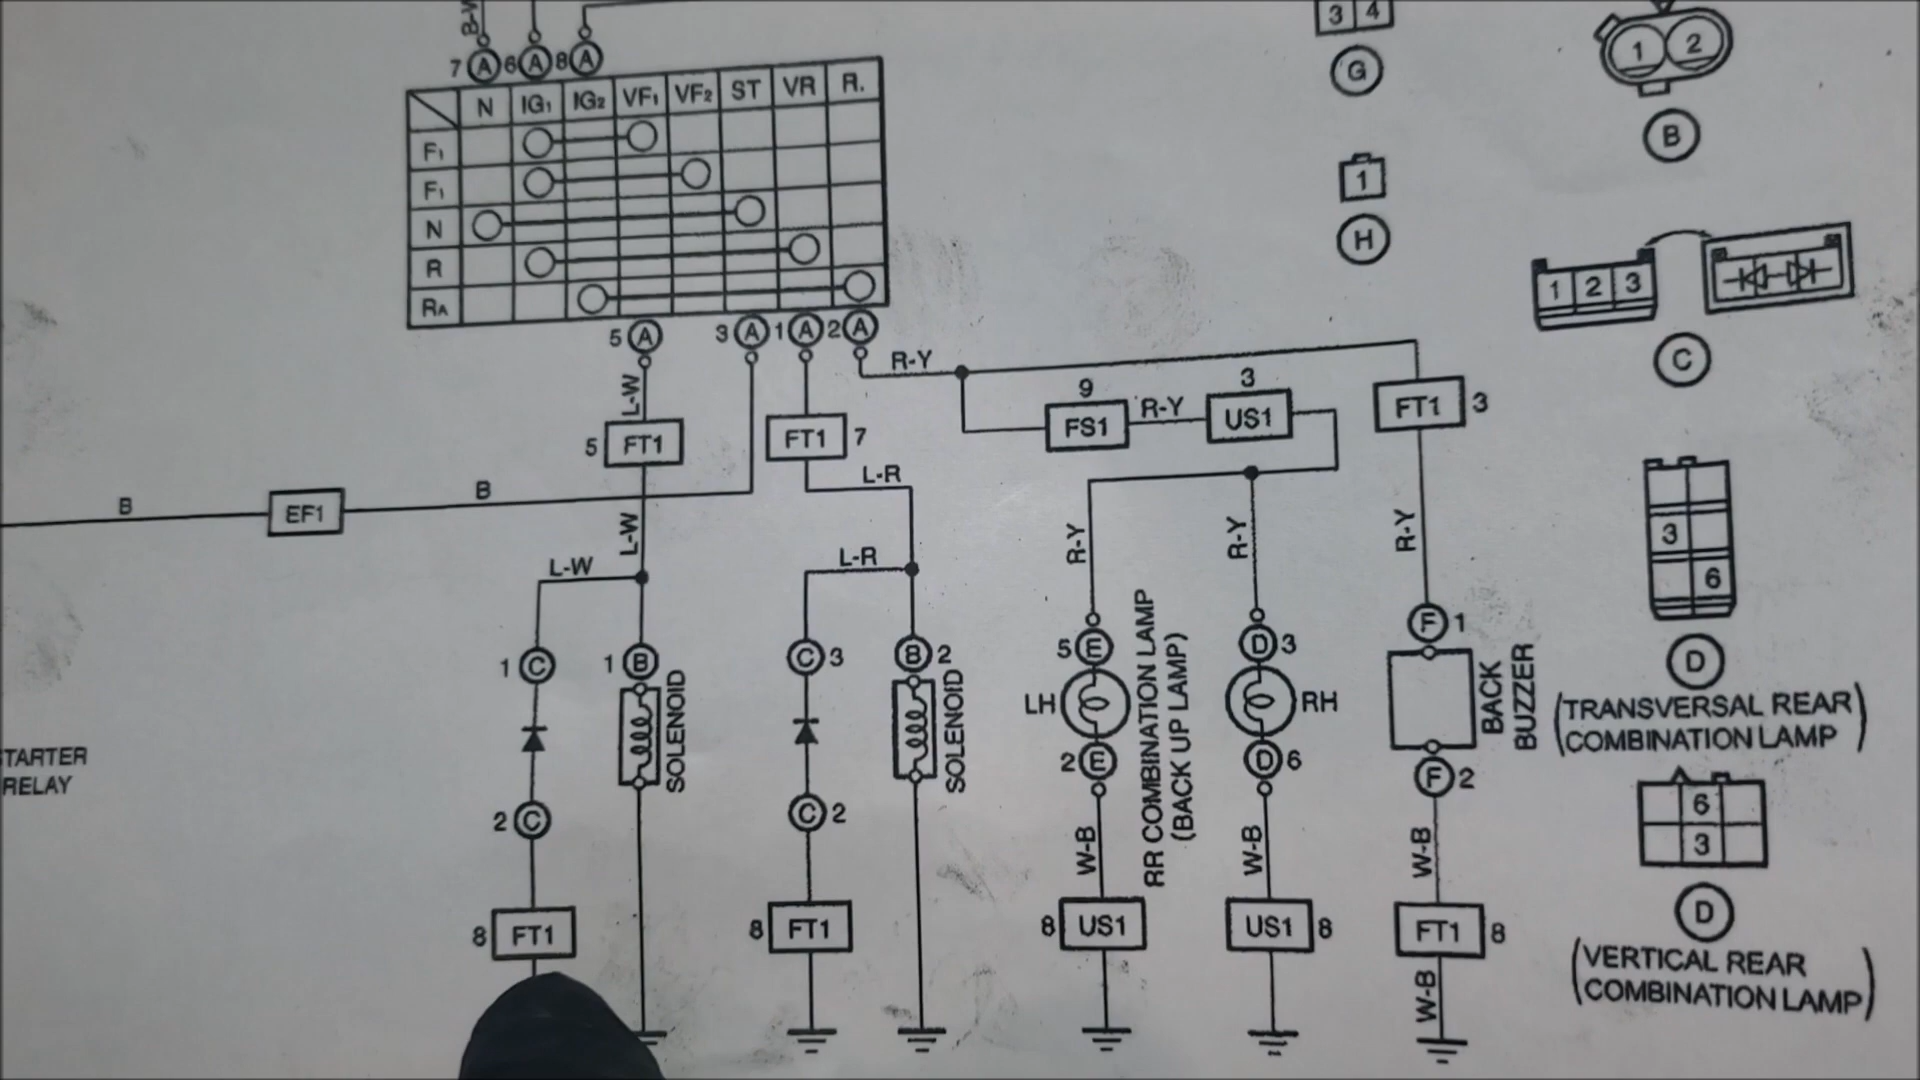 B-W
7 A 6 A 8 A
N IG1 IG2 VF1 VF2 ST VR R.
F1
F1
N
R
RA
5 A 3 A 1 A 2 A
L-W
R-Y
5 FT1
FT1 7
9
FS1
R-Y
3
US1
FT1 3
L-R
B
EF1
B
L-W
L-W
L-R
R-Y
R-Y
R-Y
1 C
1 B
C 3
B 2
5 E
D 3
F 1
SOLENOID
SOLENOID
LH
RH
RR COMBINATION LAMP
(BACK UP LAMP)
BACK
BUZZER
2 C
C 2
2 E
D 6
F 2
TARTER
RELAY
W-B
W-B
W-B
8 FT1
8 FT1
8 US1
US1 8
FT1 8
W-B
3 4
G
1 2
B
1
H
1 2 3
C
3
6
D
(TRANSVERSAL REAR
COMBINATION LAMP)
6
3
D
(VERTICAL REAR
COMBINATION LAMP)